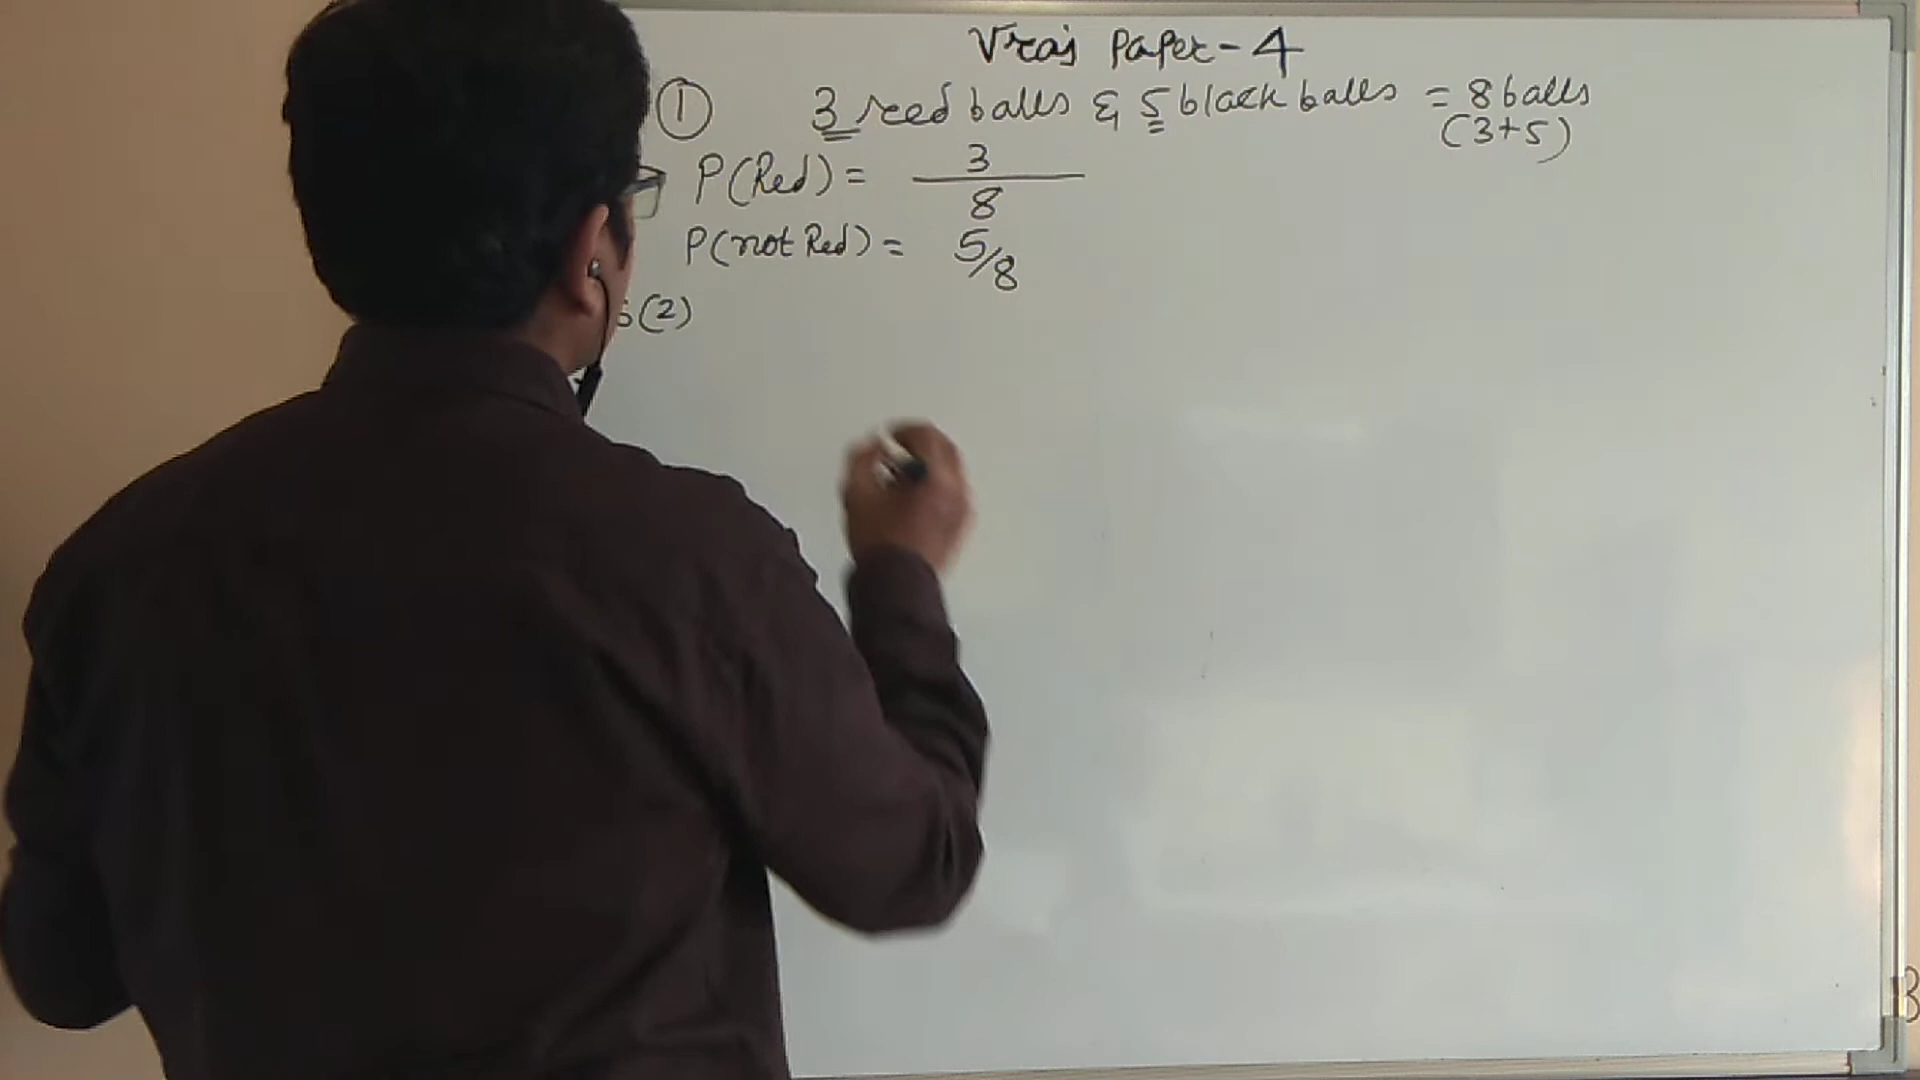 Vraj Paper - 4
① 3 red balls & 5 black balls = 8 balls
(3+5)
P(Red) = 3/8
P(not Red) = 5/8
(2)